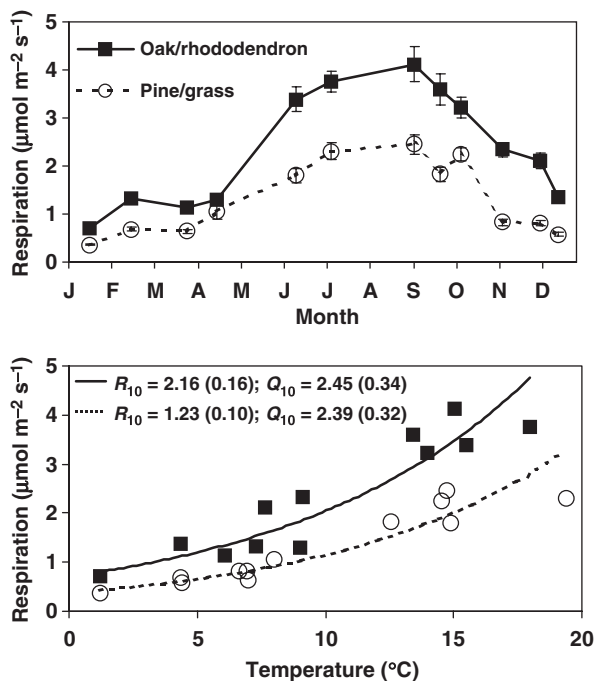 5
4
3
2
1
0
Respiration (μmol m⁻² s⁻¹)
Oak/rhododendron
Pine/grass
J F M A M J J A S O N D
Month
5
4
3
2
1
0
Respiration (μmol m⁻² s⁻¹)
R₁₀ = 2.16 (0.16); Q₁₀ = 2.45 (0.34)
R₁₀ = 1.23 (0.10); Q₁₀ = 2.39 (0.32)
0 5 10 15 20
Temperature (°C)